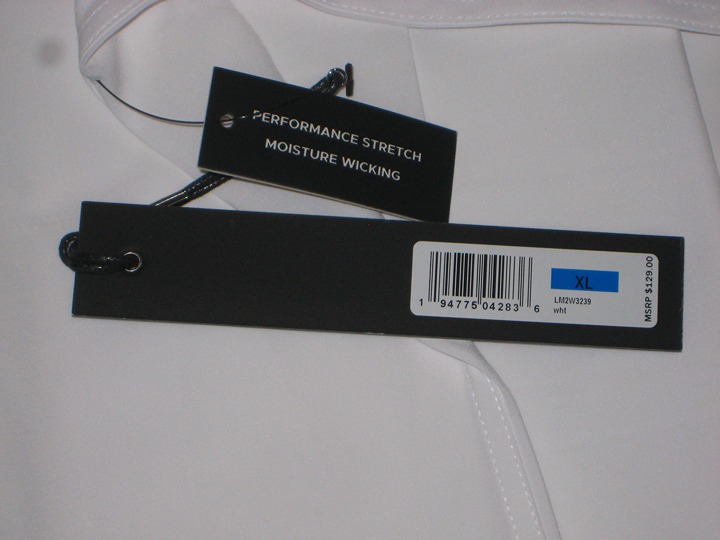 PERFORMANCE STRETCH
MOISTURE WICKING
XL
LM2W3239
wht
1 94775 04283 6
MSRP $129.00